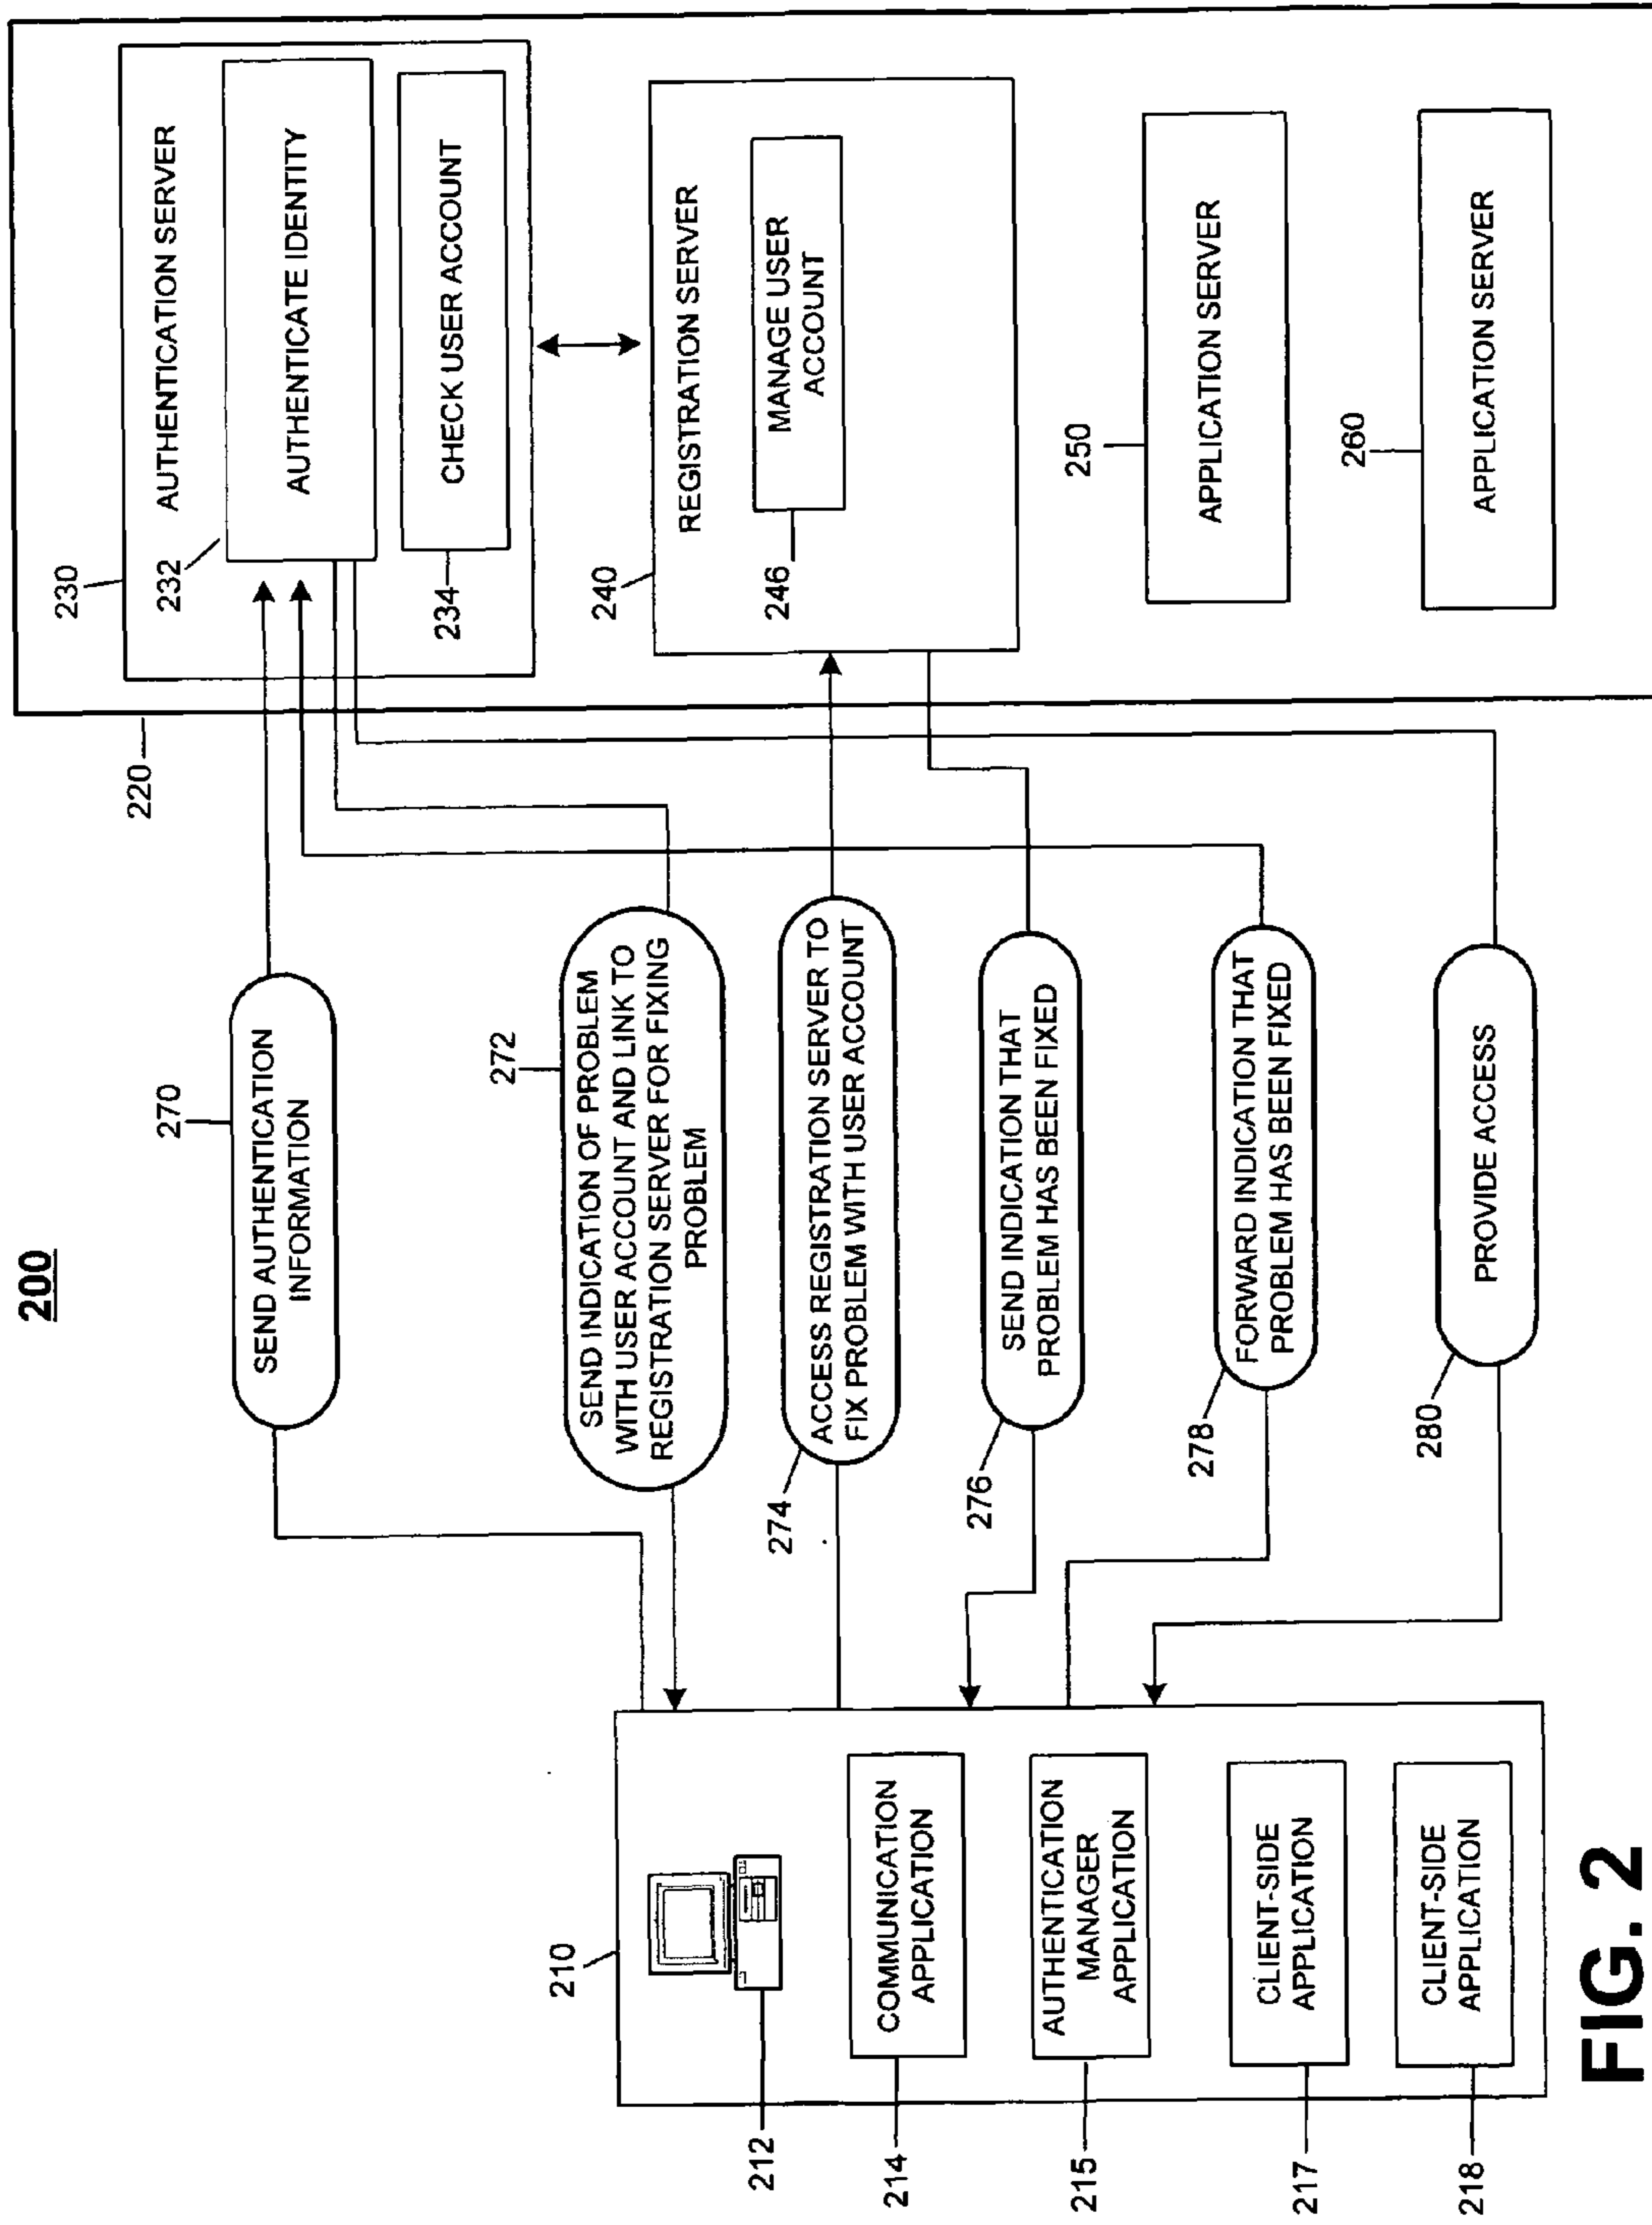 200
220
230
AUTHENTICATION SERVER
232
AUTHENTICATE IDENTITY
234
CHECK USER ACCOUNT
240
REGISTRATION SERVER
246
MANAGE USER
ACCOUNT
250
APPLICATION SERVER
260
APPLICATION SERVER
270
SEND AUTHENTICATION
INFORMATION
272
SEND INDICATION OF PROBLEM
WITH USER ACCOUNT AND LINK TO
REGISTRATION SERVER FOR FIXING
PROBLEM
274
ACCESS REGISTRATION SERVER TO
FIX PROBLEM WITH USER ACCOUNT
276
SEND INDICATION THAT
PROBLEM HAS BEEN FIXED
278
FORWARD INDICATION THAT
PROBLEM HAS BEEN FIXED
280
PROVIDE ACCESS
210
212
214
COMMUNICATION
APPLICATION
215
AUTHENTICATION
MANAGER
APPLICATION
217
CLIENT-SIDE
APPLICATION
218
CLIENT-SIDE
APPLICATION
FIG. 2